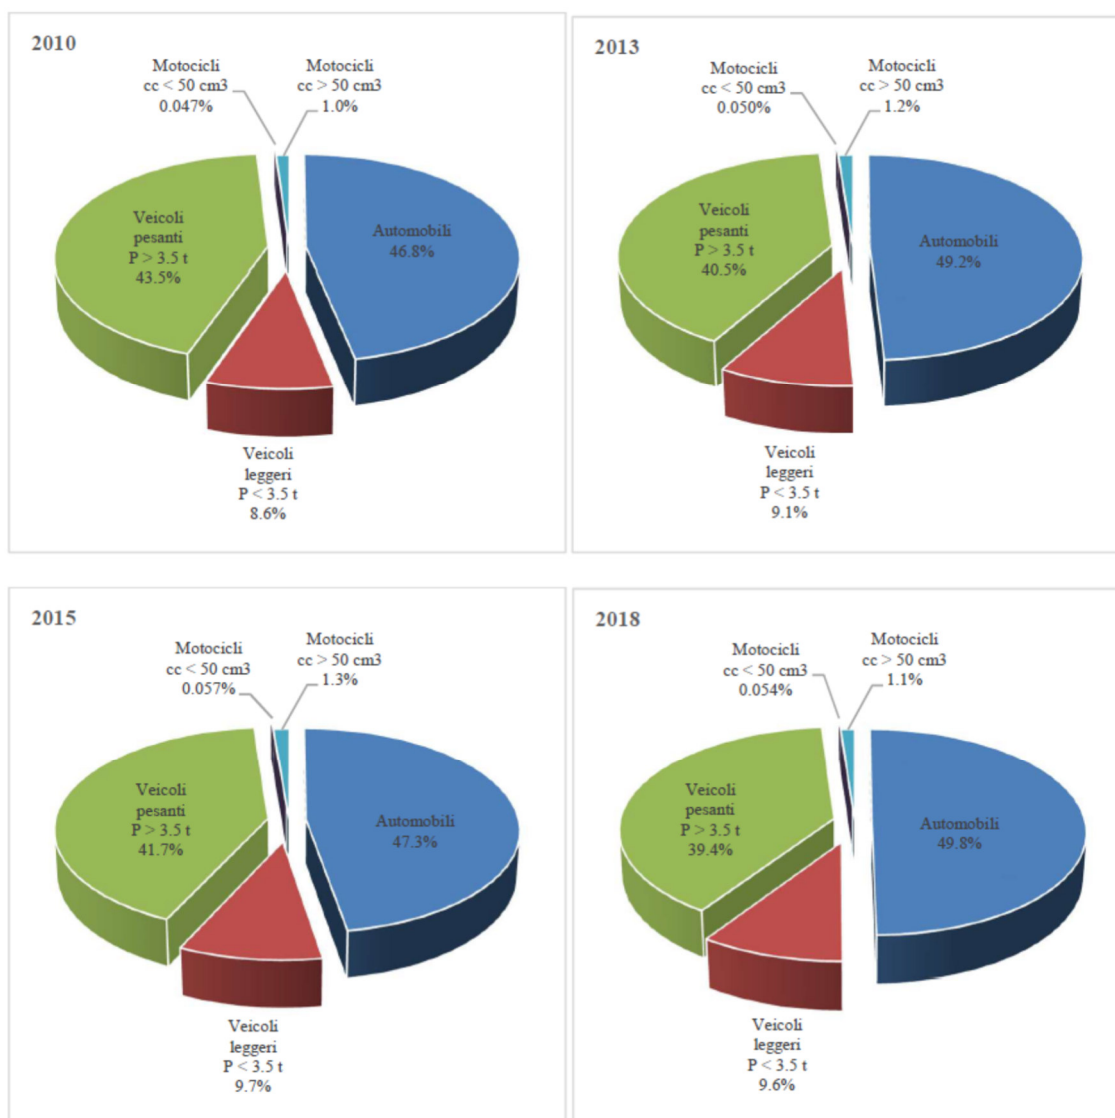 2010
Motocicli
cc < 50 cm3
0.047%
Motocicli
cc > 50 cm3
1.0%
Veicoli
pesanti
P > 3.5 t
43.5%
Automobili
46.8%
Veicoli
leggeri
P < 3.5 t
8.6%
2013
Motocicli
cc < 50 cm3
0.050%
Motocicli
cc > 50 cm3
1.2%
Veicoli
pesanti
P > 3.5 t
40.5%
Automobili
49.2%
Veicoli
leggeri
P < 3.5 t
9.1%
2015
Motocicli
cc < 50 cm3
0.057%
Motocicli
cc > 50 cm3
1.3%
Veicoli
pesanti
P > 3.5 t
41.7%
Automobili
47.3%
Veicoli
leggeri
P < 3.5 t
9.7%
2018
Motocicli
cc < 50 cm3
0.054%
Motocicli
cc > 50 cm3
1.1%
Veicoli
pesanti
P > 3.5 t
39.4%
Automobili
49.8%
Veicoli
leggeri
P < 3.5 t
9.6%